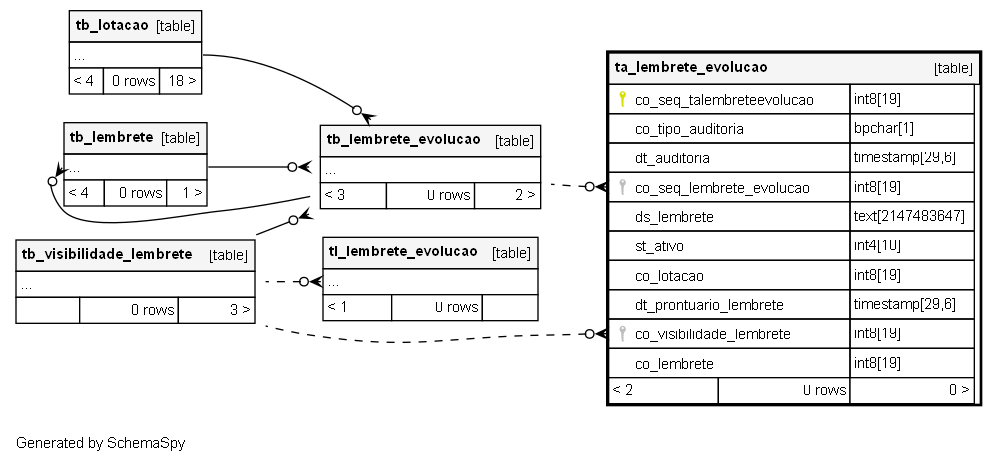 tb_lotacao [table]
...
< 4 0 rows 18 >
tb_lembrete [table]
...
< 4 0 rows 1 >
tb_visibilidade_lembrete [table]
...
0 rows 3 >
tb_lembrete_evolucao [table]
...
< 3 0 rows 2 >
tl_lembrete_evolucao [table]
...
< 1 0 rows
ta_lembrete_evolucao [table]
co_seq_talembreteevolucao int8[19]
co_tipo_auditoria bpchar[1]
dt_auditoria timestamp[29,6]
co_seq_lembrete_evolucao int8[19]
ds_lembrete text[2147483647]
st_ativo int4[10]
co_lotacao int8[19]
dt_prontuario_lembrete timestamp[29,6]
co_visibilidade_lembrete int8[19]
co_lembrete int8[19]
< 2 0 rows 0 >
Generated by SchemaSpy